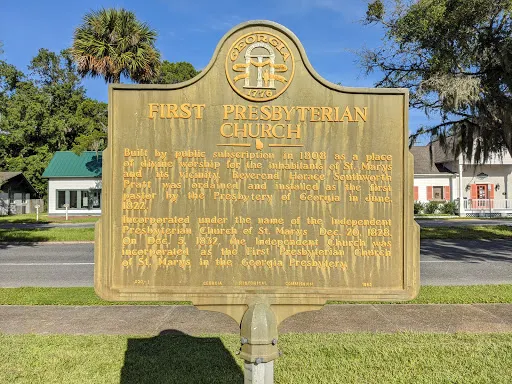 GEORGIA
1776
FIRST PRESBYTERIAN
CHURCH
Built by public subscription in 1808 as a place
of divine worship for the inhabitants of St. Marys
and its vicinity. Reverend Horace Southworth
Pratt was ordained and installed as the first
Pastor by the Presbytery of Georgia in June,
1822.
Incorporated under the name of the Independent
Presbyterian Church of St. Marys Dec. 20, 1828.
On Dec. 5, 1832, the Independent Church was
incorporated as the First Presbyterian Church
of St. Marys in the Georgia Presbytery.
GEORGIA HISTORICAL COMMISSION